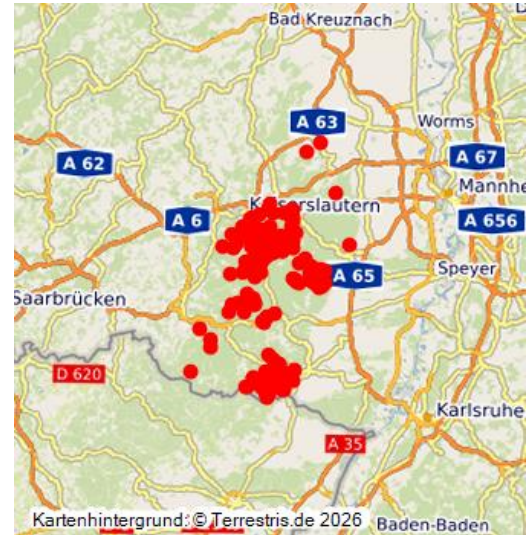 Bad Kreuznach
A 63
Worms
A 62
A 67
Mannhe
Kaiserslautern
A 6
A 656
Speyer
A 65
Saarbrücken
D 620
Karlsruhe
A 35
Kartenhintergrund: © Terrestris.de 2026
Baden-Baden